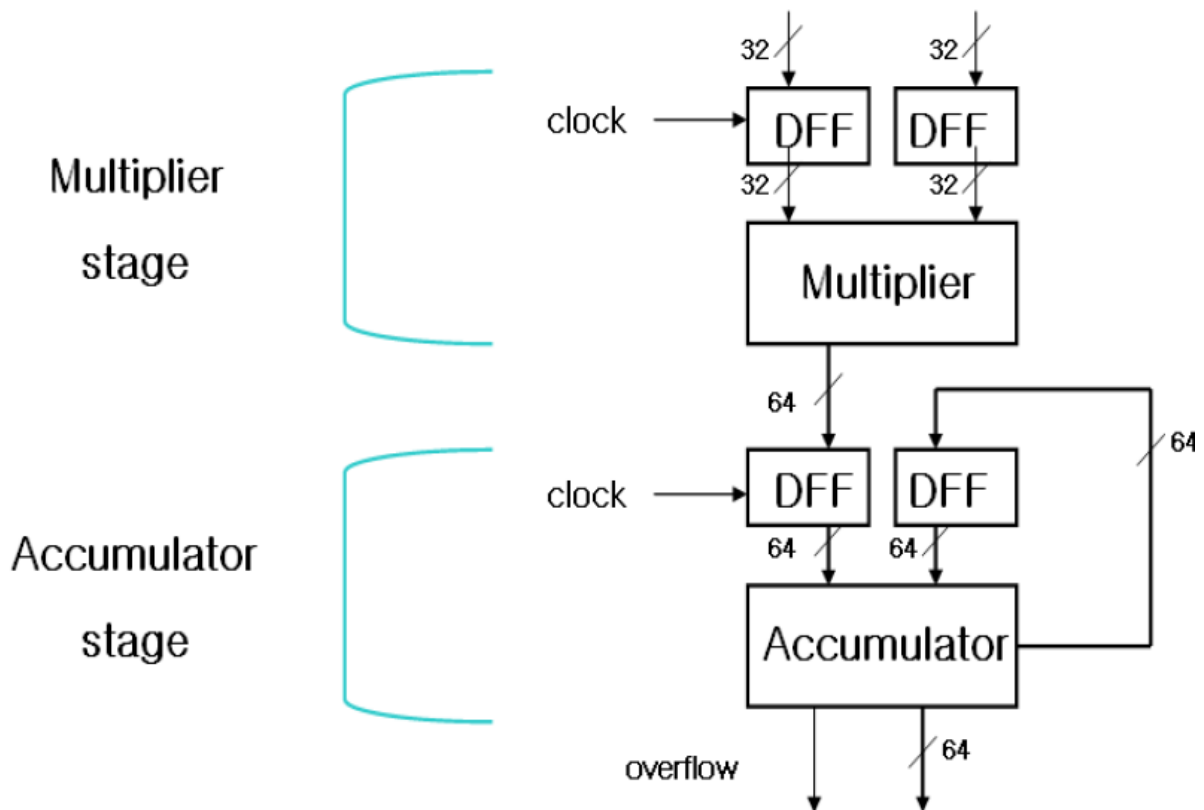 32
32
clock
DFF
DFF
Multiplier
stage
32
32
Multiplier
64
64
clock
DFF
DFF
Accumulator
stage
64
64
Accumulator
overflow
64